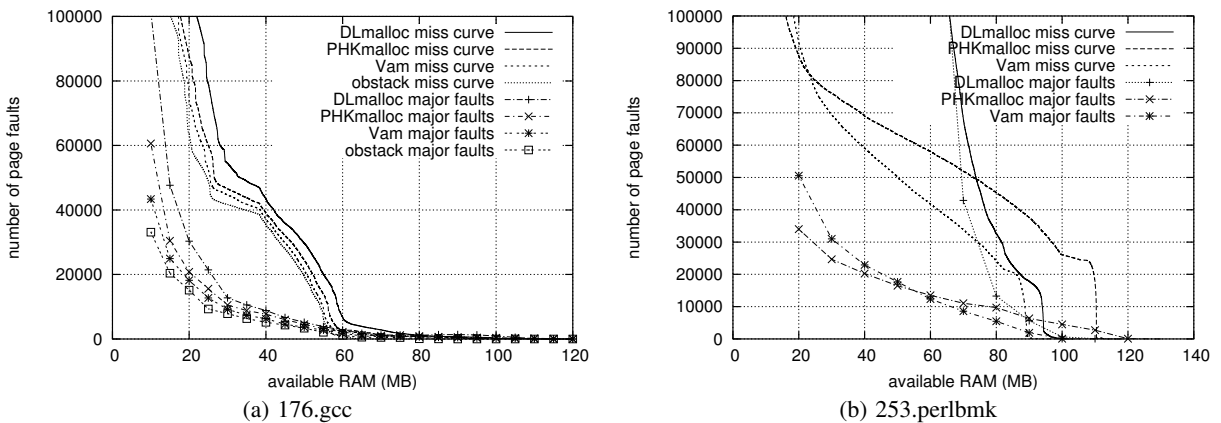 100000
80000
60000
40000
20000
0
number of page faults
DLmalloc miss curve
PHKmalloc miss curve
Vam miss curve
obstack miss curve
DLmalloc major faults
PHKmalloc major faults
Vam major faults
obstack major faults
0 20 40 60 80 100 120
available RAM (MB)
(a) 176.gcc
100000
90000
80000
70000
60000
50000
40000
30000
20000
10000
0
number of page faults
DLmalloc miss curve
PHKmalloc miss curve
Vam miss curve
DLmalloc major faults
PHKmalloc major faults
Vam major faults
0 20 40 60 80 100 120 140
available RAM (MB)
(b) 253.perlbmk